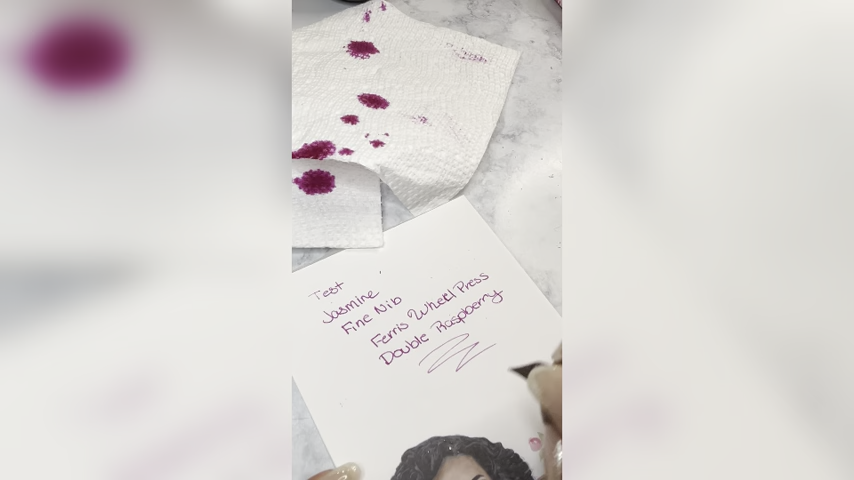 Test
Jasmine
Fine Nib
Ferris Wheel Press
Double Raspberry